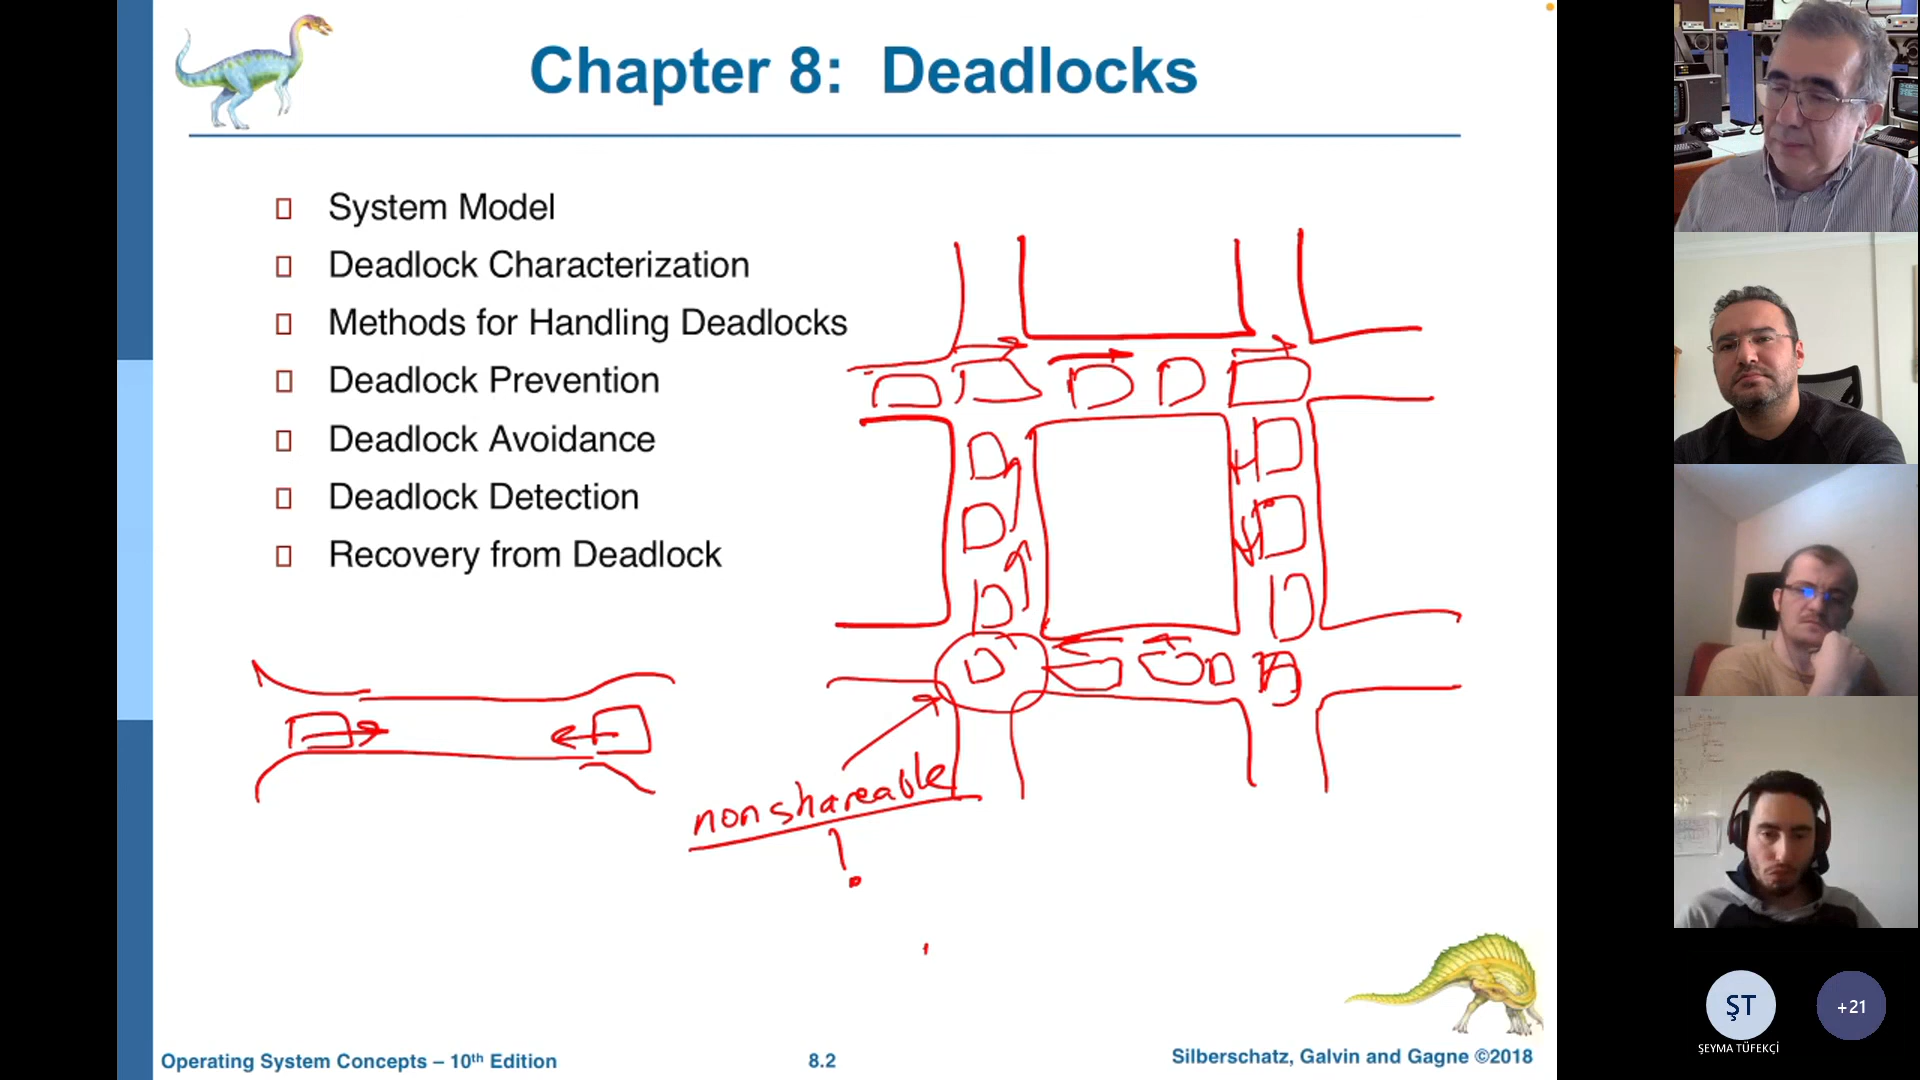 Chapter 8: Deadlocks
System Model
Deadlock Characterization
Methods for Handling Deadlocks
Deadlock Prevention
Deadlock Avoidance
Deadlock Detection
Recovery from Deadlock
nonshareable
!
Operating System Concepts – 10th Edition
8.2
Silberschatz, Galvin and Gagne ©2018
ŞT
+21
ŞEYMA TÜFEKÇİ